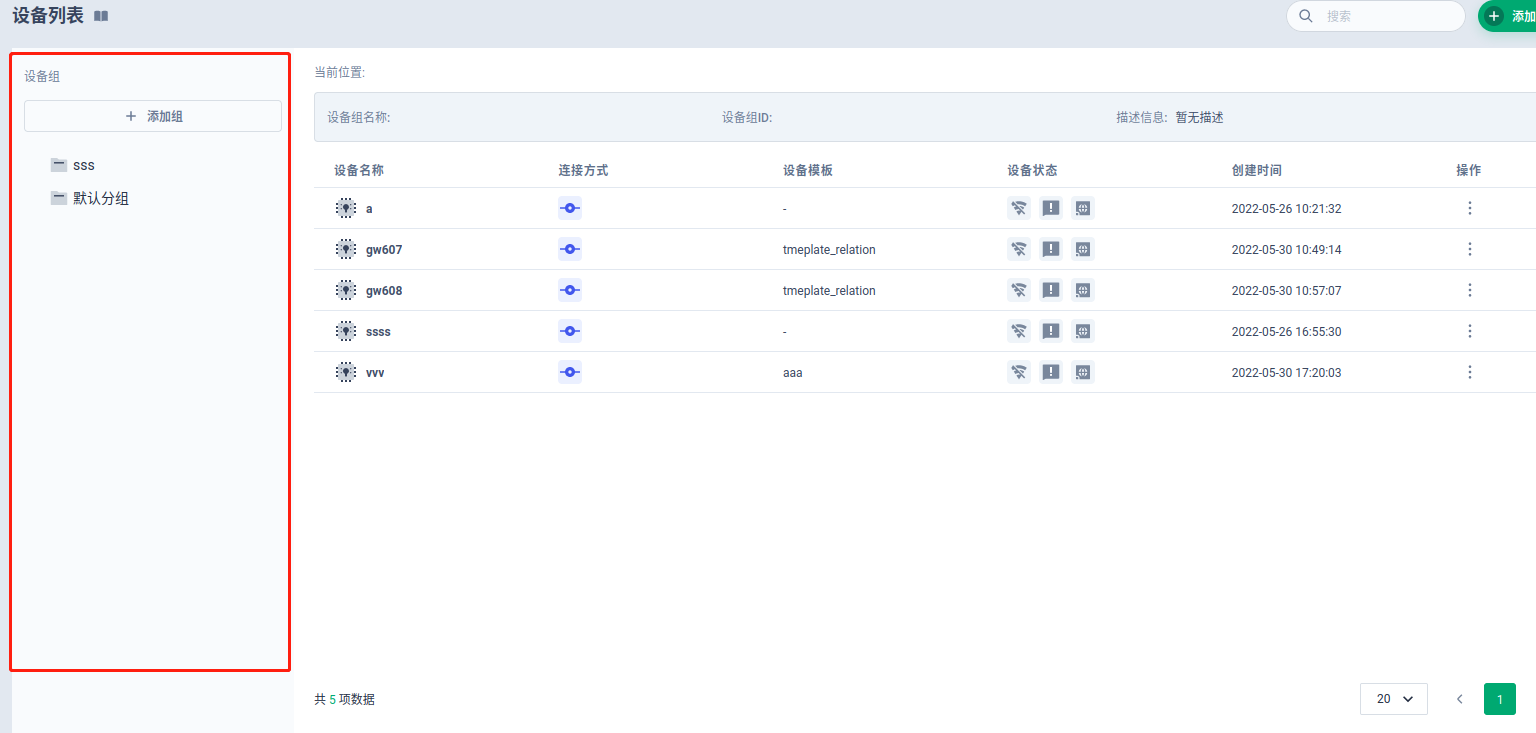 设备列表
搜索
添加
设备组
添加组
sss
默认分组
当前位置:
设备组名称: 设备组ID: 描述信息: 暂无描述
设备名称 连接方式 设备模板 设备状态 创建时间 操作
a - 2022-05-26 10:21:32
gw607 tmeplate_relation 2022-05-30 10:49:14
gw608 tmeplate_relation 2022-05-30 10:57:07
ssss - 2022-05-26 16:55:30
vvv aaa 2022-05-30 17:20:03
共 5 项数据 20 1